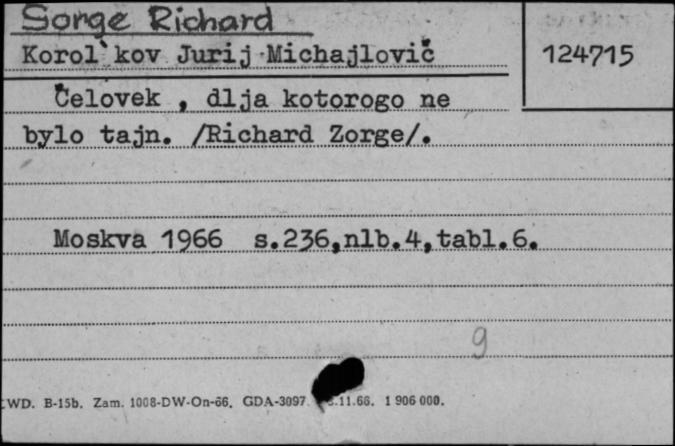 Sorge Richard
Korol`kov Jurij Michajlovič
124715
Čelovek , dlja kotorogo ne
bylo tajn. /Richard Zorge/.
Moskva 1966 s.236,nlb.4,tabl.6.
9
WD. B-15b. Zam. 1008-DW-On-66. GDA-3097. .11.66. 1 906 000.